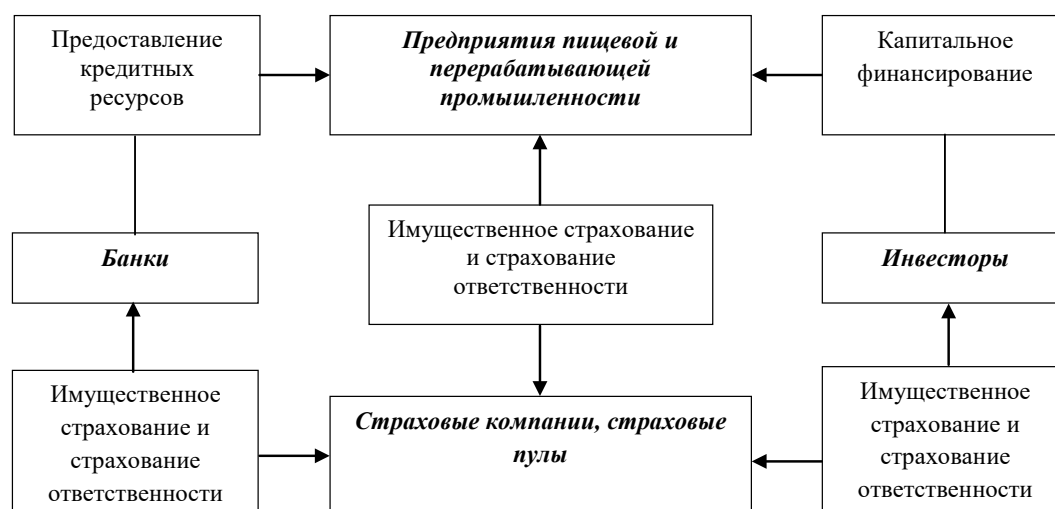 Предоставление
кредитных
ресурсов
Предприятия пищевой и
перерабатывающей
промышленности
Капитальное
финансирование
Банки
Имущественное страхование
и страхование
ответственности
Инвесторы
Имущественное
страхование и
страхование
ответственности
Страховые компании, страховые
пулы
Имущественное
страхование и
страхование
ответственности